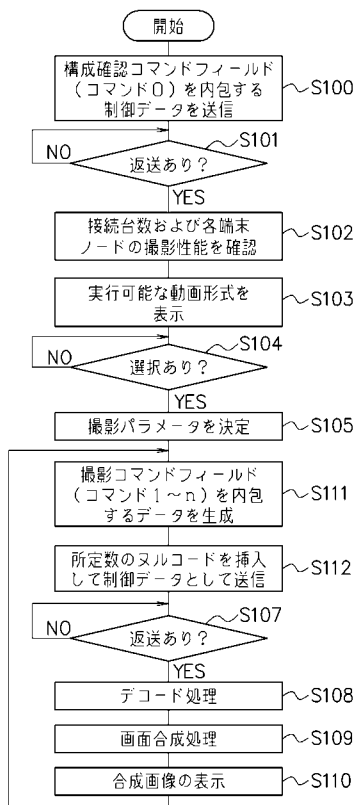 開始
構成確認コマンドフィールド
(コマンド0)を内包する
制御データを送信
S100
S101
NO
返送あり?
YES
接続台数および各端末
ノードの撮影性能を確認
S102
実行可能な動画形式を
表示
S103
S104
NO
選択あり?
YES
撮影パラメータを決定
S105
撮影コマンドフィールド
(コマンド1~n)を内包
するデータを生成
S111
所定数のヌルコードを挿入
して制御データとして送信
S112
S107
NO
返送あり?
YES
デコード処理
S108
画面合成処理
S109
合成画像の表示
S110